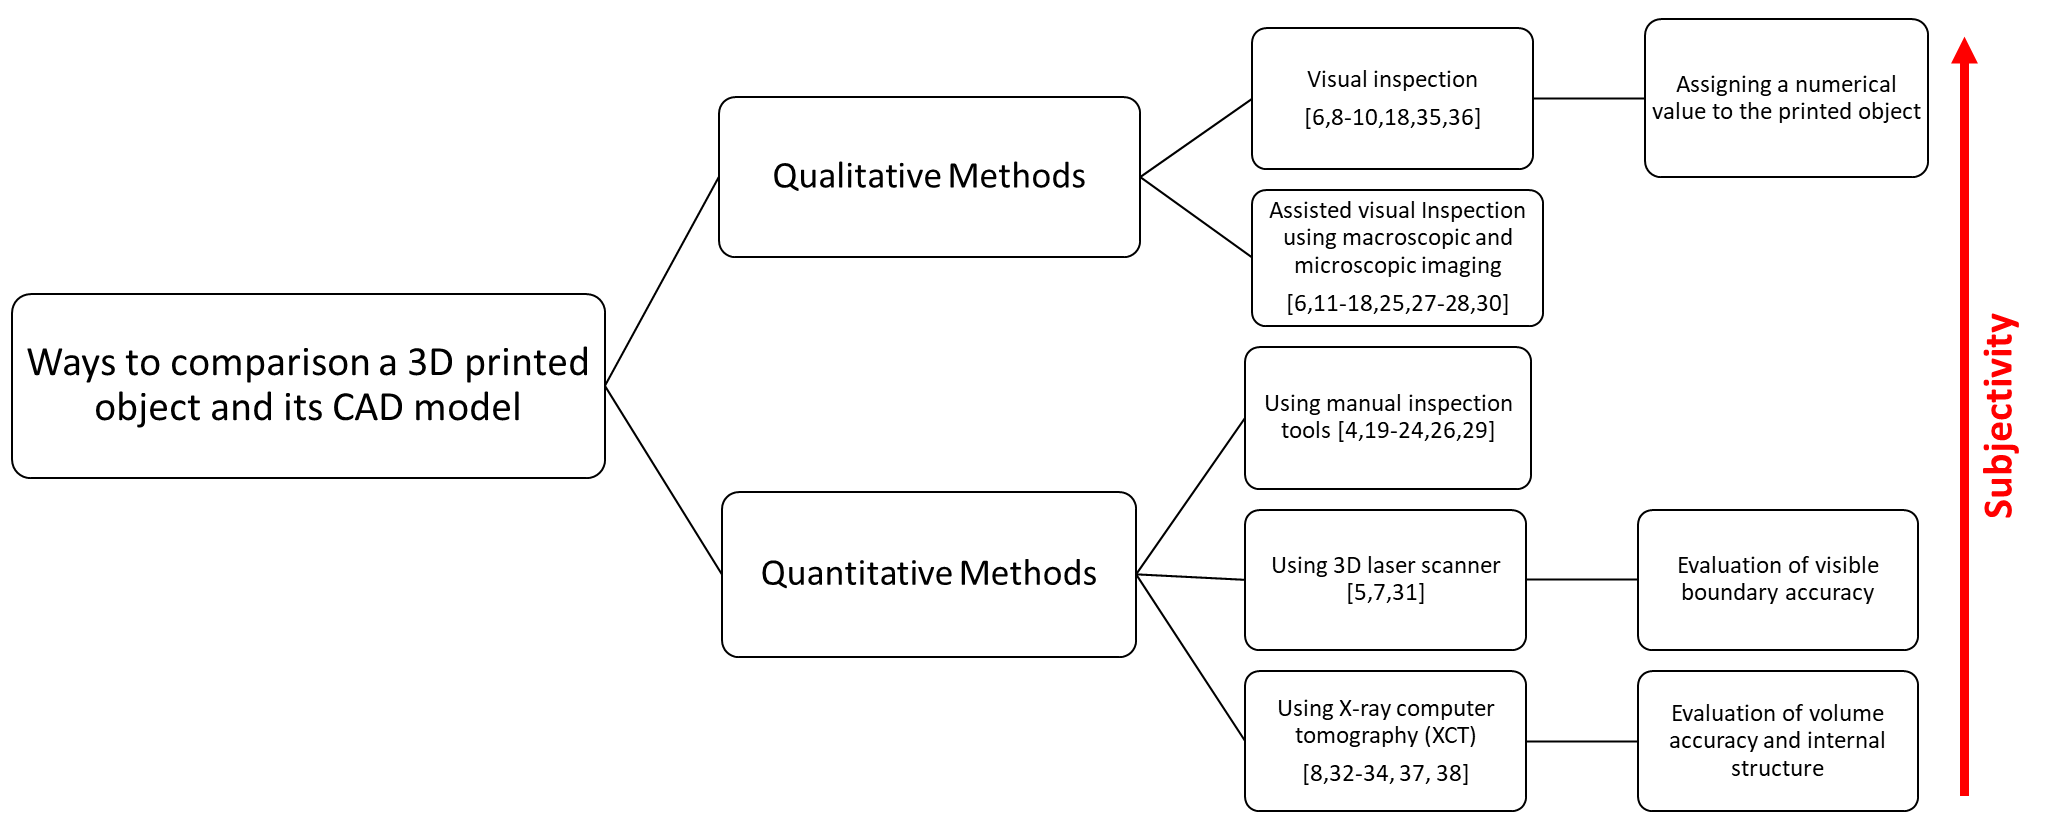 Ways to comparison a 3D printed
object and its CAD model
Qualitative Methods
Visual inspection
[6,8-10,18,35,36]
Assigning a numerical
value to the printed object
Assisted visual Inspection
using macroscopic and
microscopic imaging
[6,11-18,25,27-28,30]
Quantitative Methods
Using manual inspection
tools [4,19-24,26,29]
Using 3D laser scanner
[5,7,31]
Evaluation of visible
boundary accuracy
Using X-ray computer
tomography (XCT)
[8,32-34, 37, 38]
Evaluation of volume
accuracy and internal
structure
Subjectivity